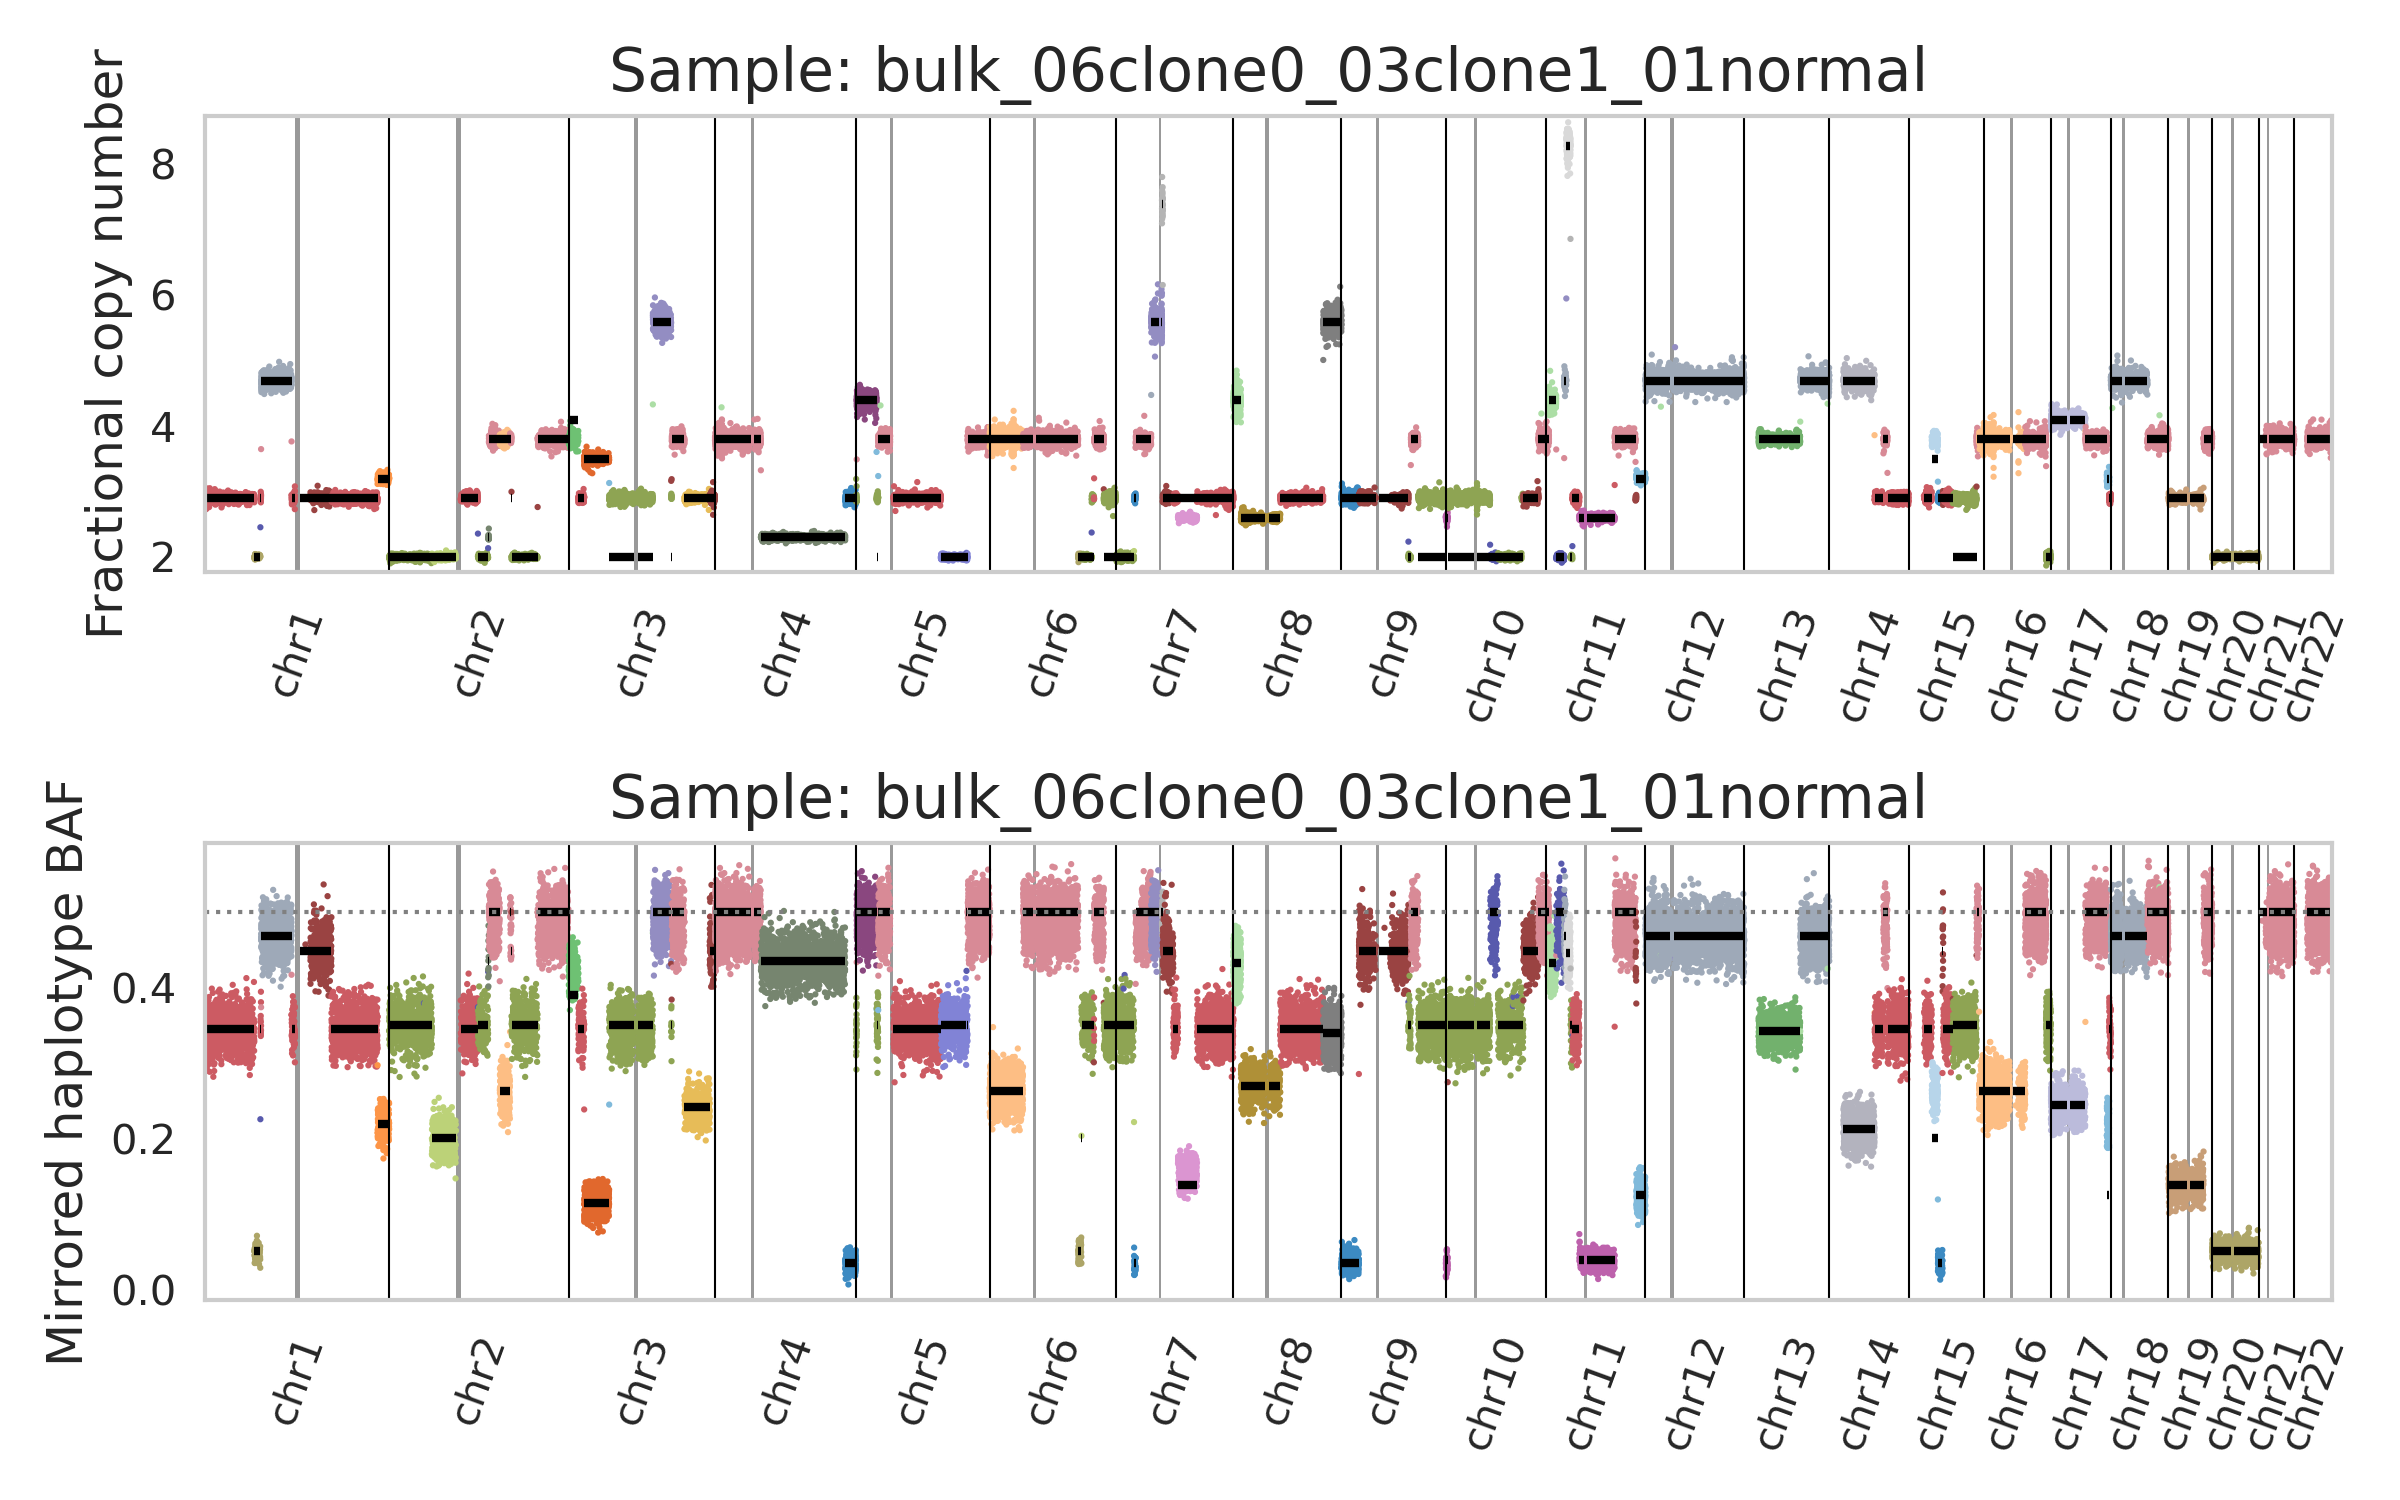 Sample: bulk_06clone0_03clone1_01normal
Fractional copy number
8
6
4
2
chr1
chr2
chr3
chr4
chr5
chr6
chr7
chr8
chr9
chr10
chr11
chr12
chr13
chr14
chr15
chr16
chr17
chr18
chr19
chr20
chr21
chr22
Sample: bulk_06clone0_03clone1_01normal
Mirrored haplotype BAF
0.4
0.2
0.0
chr1
chr2
chr3
chr4
chr5
chr6
chr7
chr8
chr9
chr10
chr11
chr12
chr13
chr14
chr15
chr16
chr17
chr18
chr19
chr20
chr21
chr22